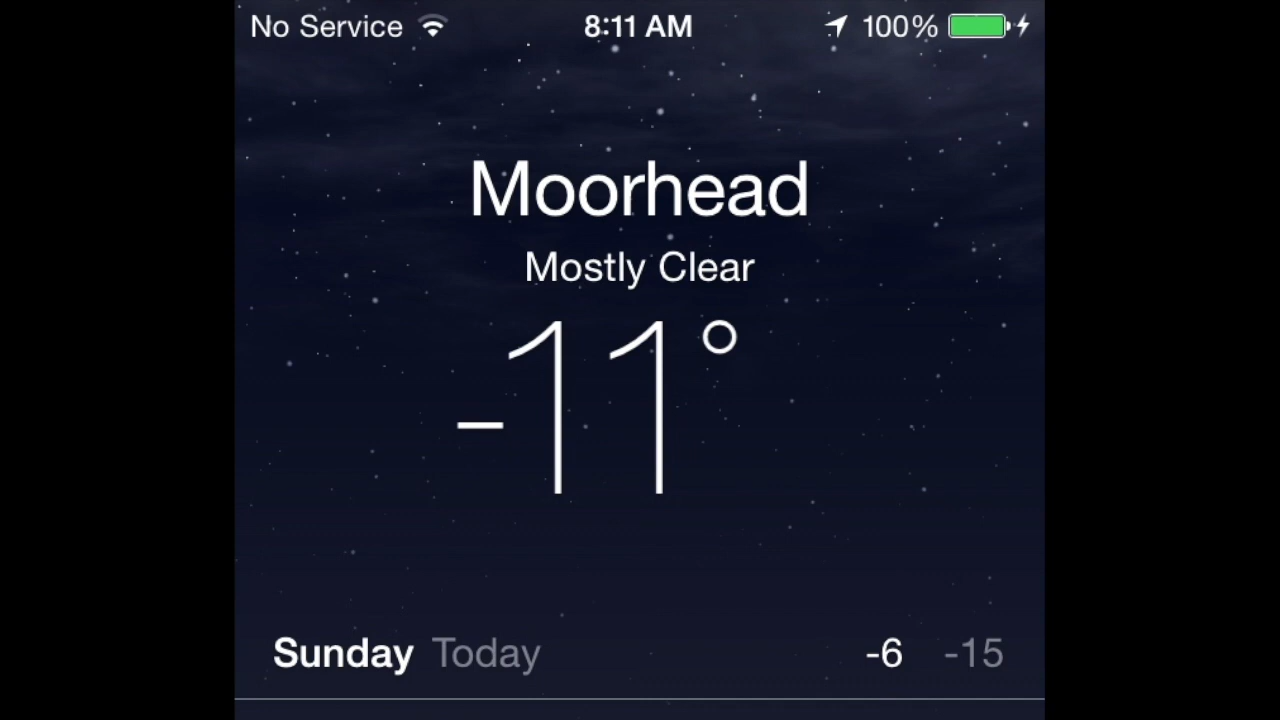 No Service 8:11 AM 100%
Moorhead
Mostly Clear
-11°
Sunday Today -6 -15